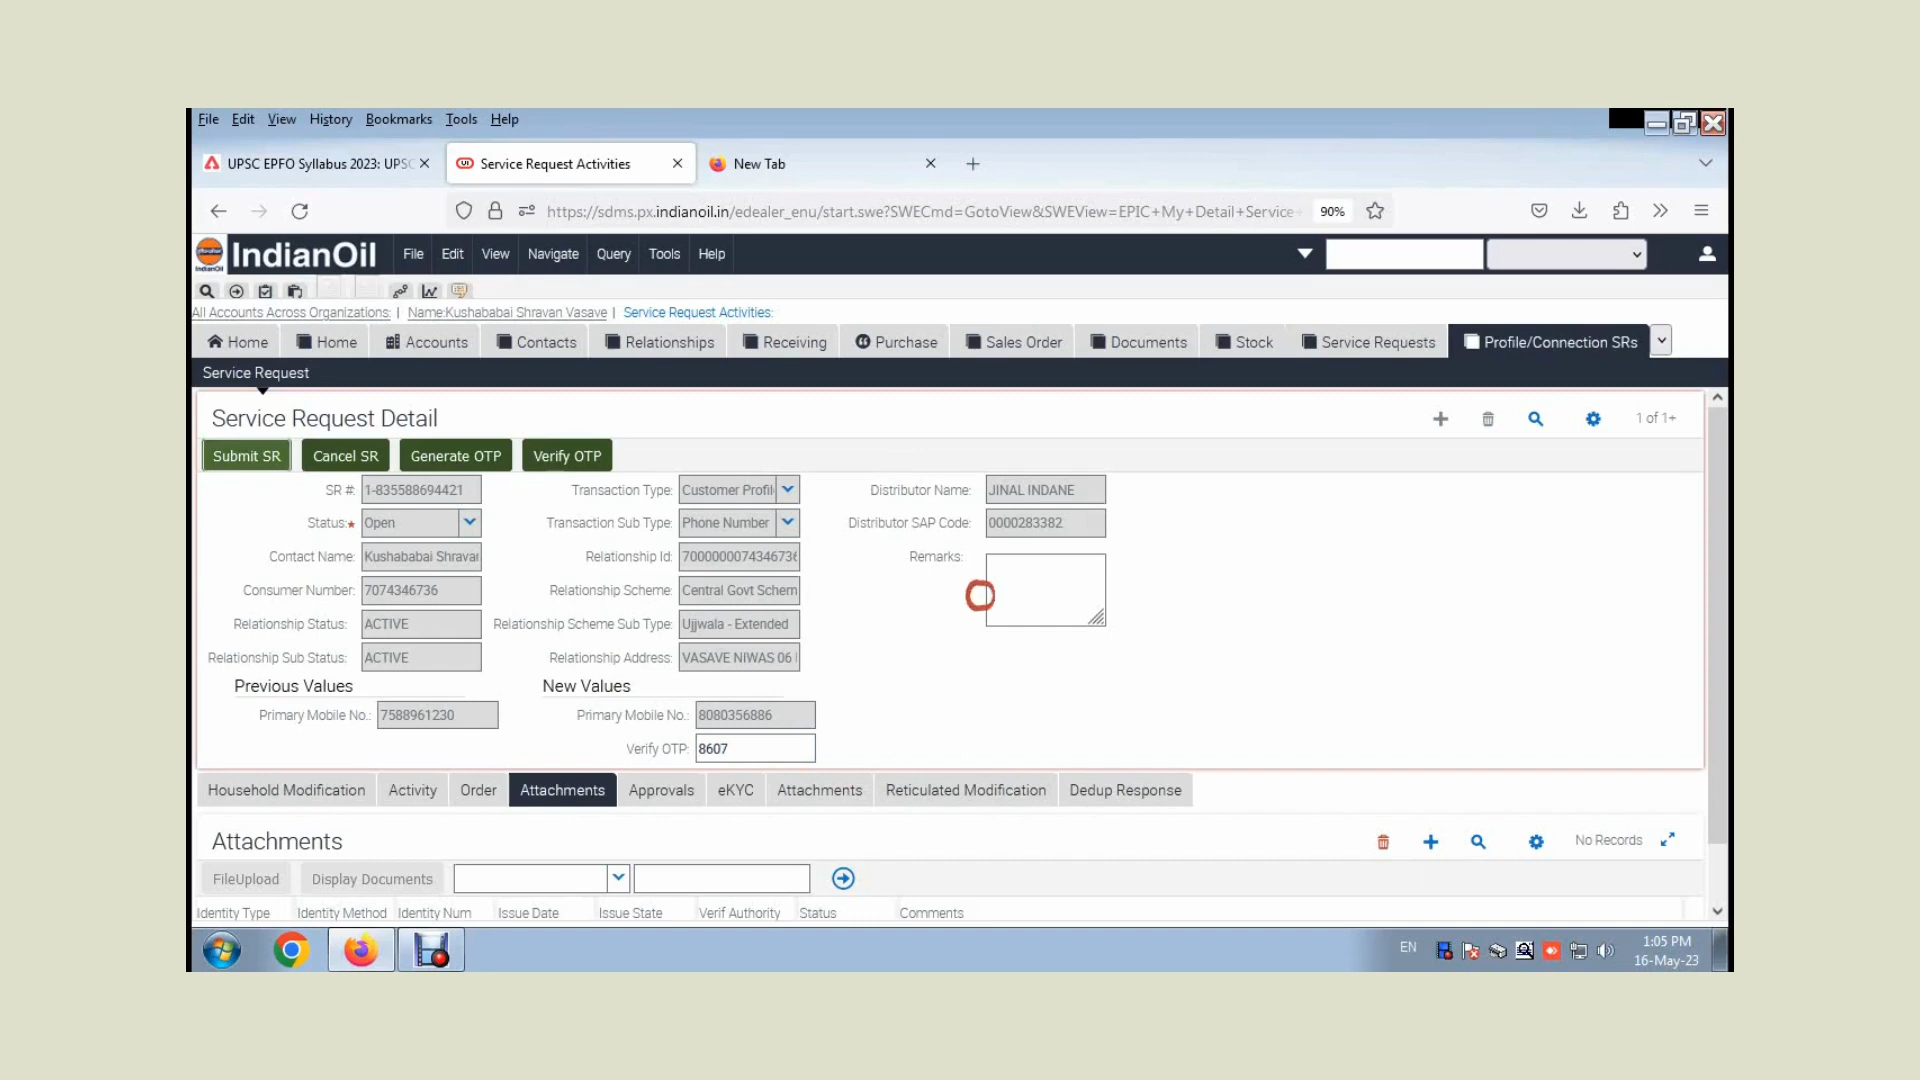 File Edit View History Bookmarks Tools Help
UPSC EPFO Syllabus 2023: UPSC
Service Request Activities
New Tab
https://sdms.px.indianoil.in/edealer_enu/start.swe?SWECmd=GotoView&SWEView=EPIC+My+Detail+Service+ 90%
IndianOil
IndianOil File Edit View Navigate Query Tools Help
All Accounts Across Organizations: | Name:Kushababai Shravan Vasave | Service Request Activities:
Home Home Accounts Contacts Relationships Receiving Purchase Sales Order Documents Stock Service Requests Profile/Connection SRs
Service Request
Service Request Detail 1 of 1+
Submit SR Cancel SR Generate OTP Verify OTP
SR #: 1-835588694421 Transaction Type: Customer Profil Distributor Name: JINAL INDANE
Status:* Open Transaction Sub Type: Phone Number Distributor SAP Code: 0000283382
Contact Name: Kushababai Shravan Relationship Id: 7000000074346736 Remarks:
Consumer Number: 7074346736 Relationship Scheme: Central Govt Schem
Relationship Status: ACTIVE Relationship Scheme Sub Type: Ujjwala - Extended
Relationship Sub Status: ACTIVE Relationship Address: VASAVE NIWAS 06
Previous Values New Values
Primary Mobile No.: 7588961230 Primary Mobile No.: 8080356886
Verify OTP: 8607
Household Modification Activity Order Attachments Approvals eKYC Attachments Reticulated Modification Dedup Response
Attachments No Records
FileUpload Display Documents
Identity Type Identity Method Identity Num Issue Date Issue State Verif Authority Status Comments
EN 1:05 PM
16-May-23